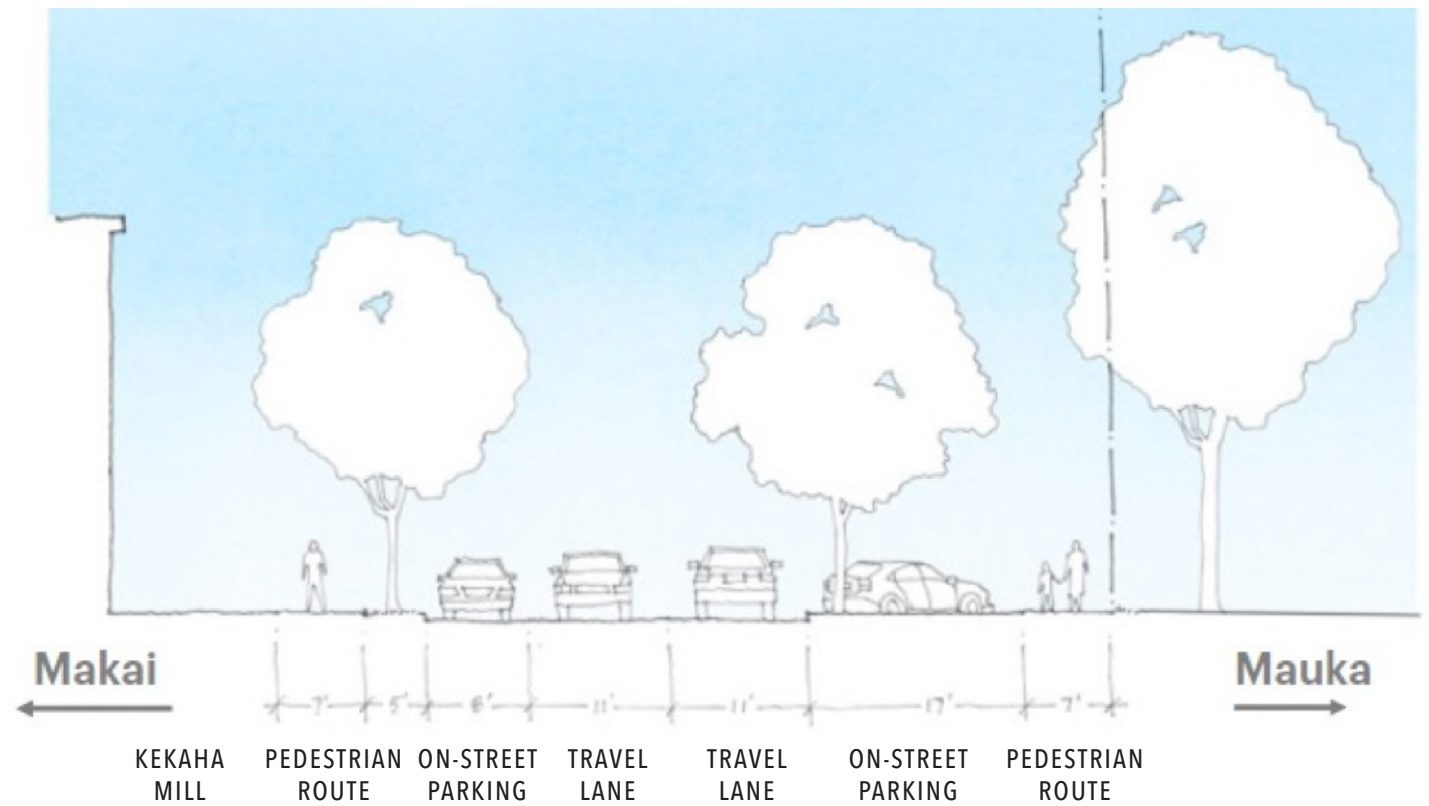 Makai
Mauka
7' 5' 8' 11' 11' 17' 7'
KEKAHA
MILL
PEDESTRIAN
ROUTE
ON-STREET
PARKING
TRAVEL
LANE
TRAVEL
LANE
ON-STREET
PARKING
PEDESTRIAN
ROUTE